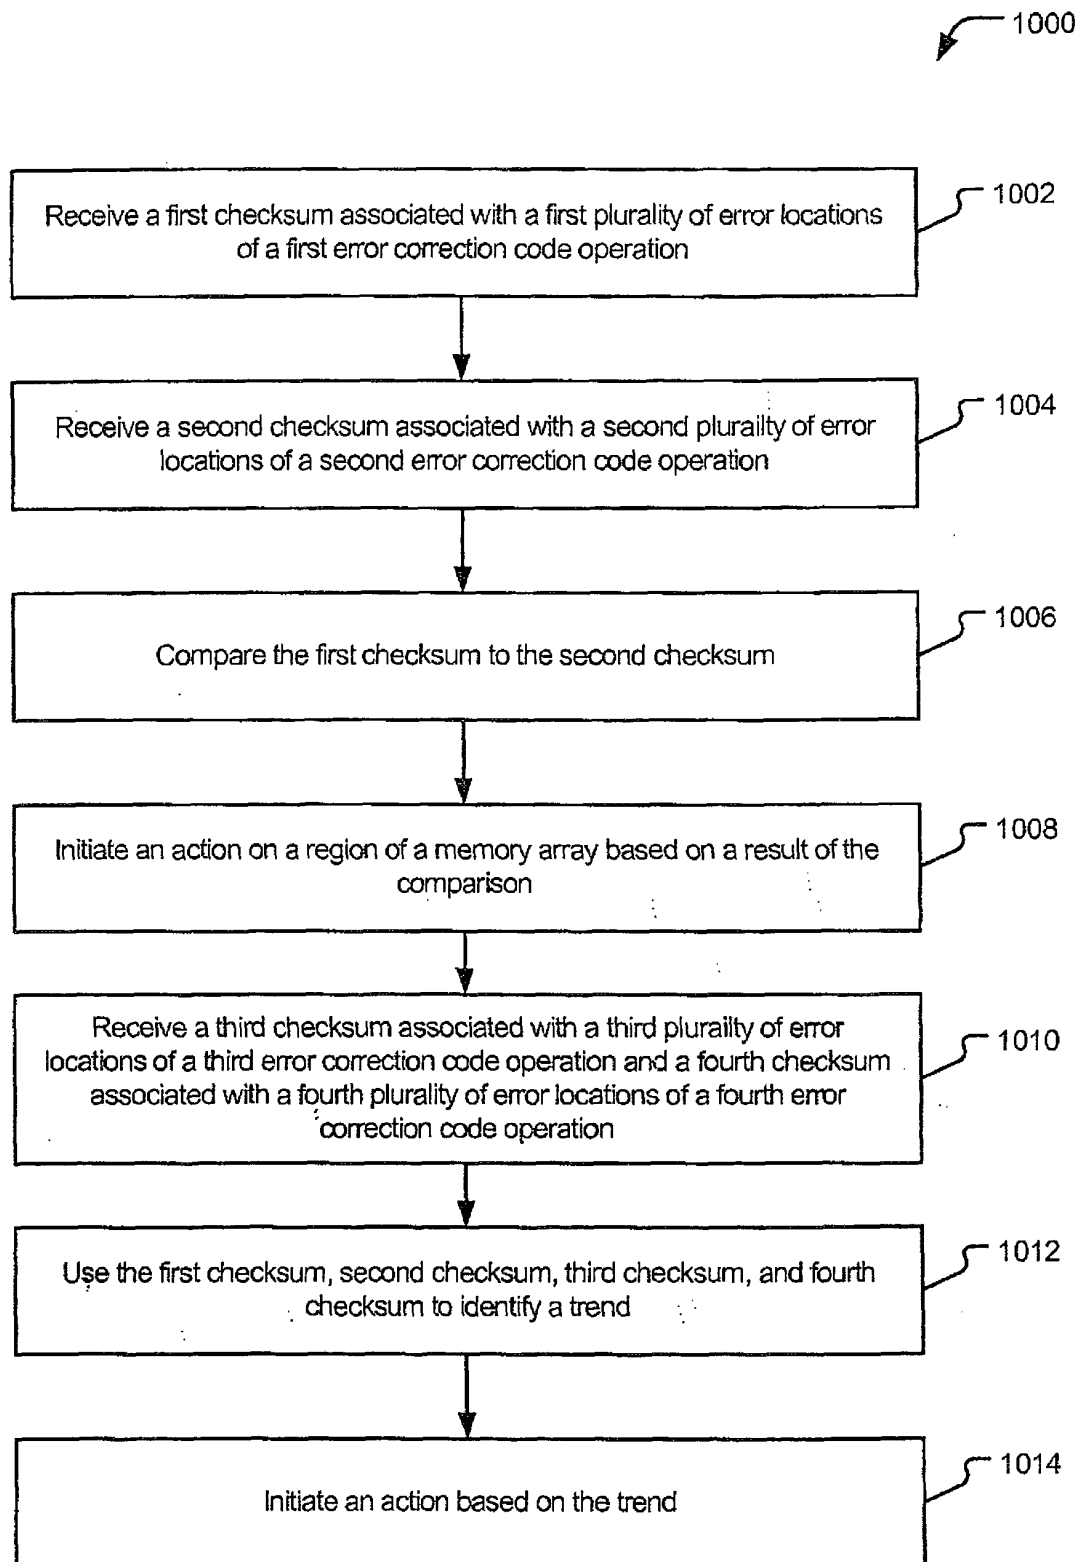 1000
Receive a first checksum associated with a first plurality of error locations
of a first error correction code operation
1002
Receive a second checksum associated with a second plurailty of error
locations of a second error correction code operation
1004
Compare the first checksum to the second checksum
1006
Initiate an action on a region of a memory array based on a result of the
comparison
1008
Receive a third checksum associated with a third plurailty of error
locations of a third error correction code operation and a fourth checksum
associated with a fourth plurality of error locations of a fourth error
correction code operation
1010
Use the first checksum, second checksum, third checksum, and fourth
checksum to identify a trend
1012
Initiate an action based on the trend
1014